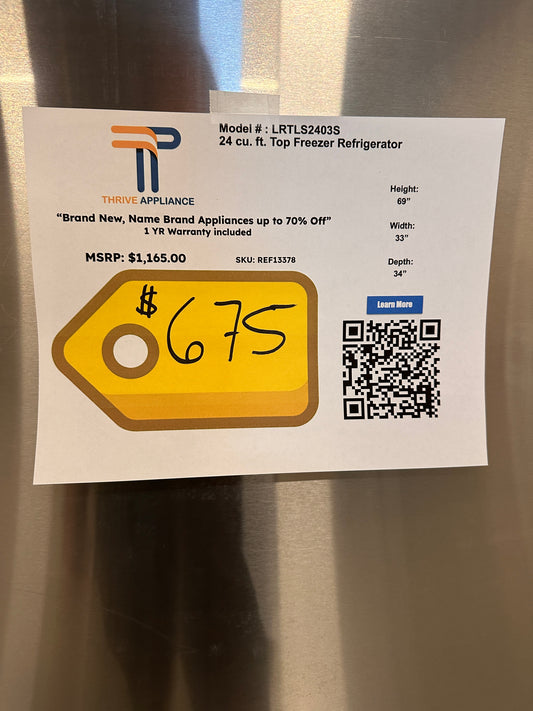 Model # : LRTLS2403S
24 cu. ft. Top Freezer Refrigerator
THRIVE APPLIANCE
“Brand New, Name Brand Appliances up to 70% Off”
1 YR Warranty included
MSRP: $1,165.00
SKU: REF13378
$675
Height:
69”
Width:
33”
Depth:
34”
Learn More